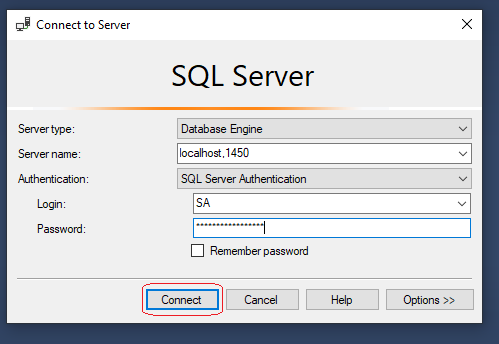 Connect to Server
SQL Server
Server type: Database Engine
Server name: localhost,1450
Authentication: SQL Server Authentication
Login: SA
Password: *****************
Remember password
Connect Cancel Help Options >>